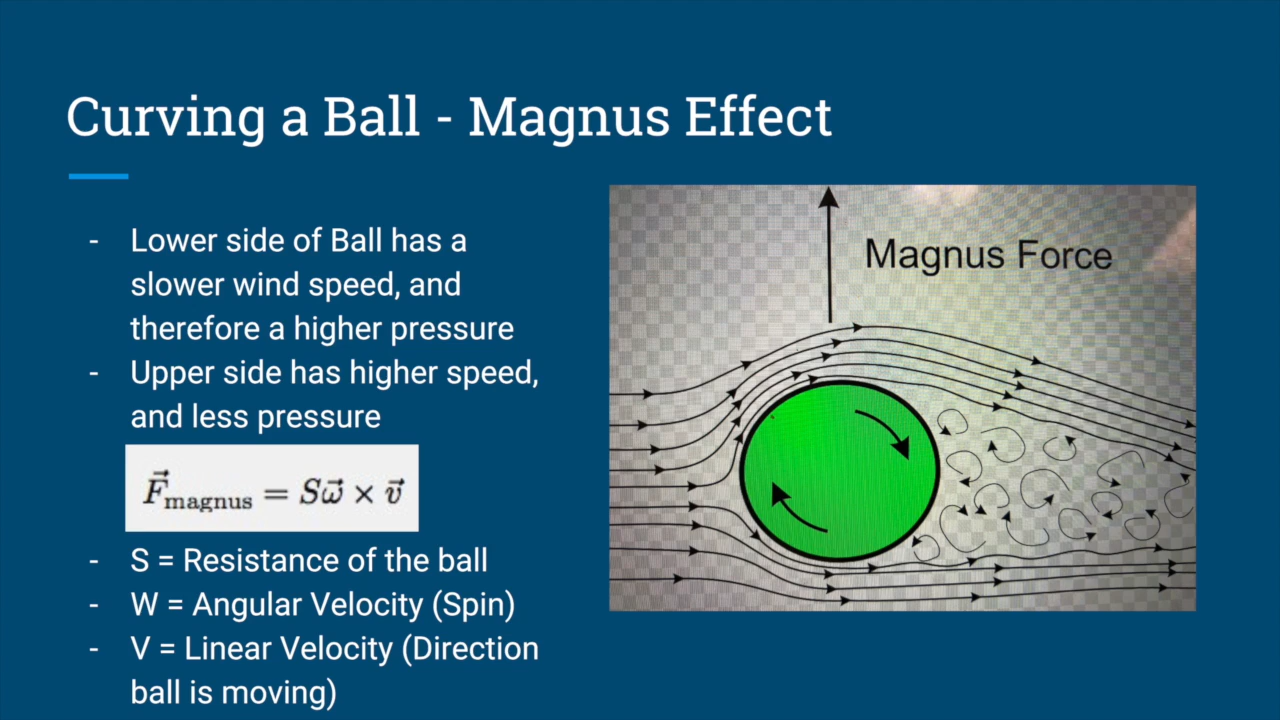 Curving a Ball - Magnus Effect
- Lower side of Ball has a
slower wind speed, and
therefore a higher pressure
- Upper side has higher speed,
and less pressure
F⃗magnus = Sω⃗ × v⃗
- S = Resistance of the ball
- W = Angular Velocity (Spin)
- V = Linear Velocity (Direction
ball is moving)
Magnus Force